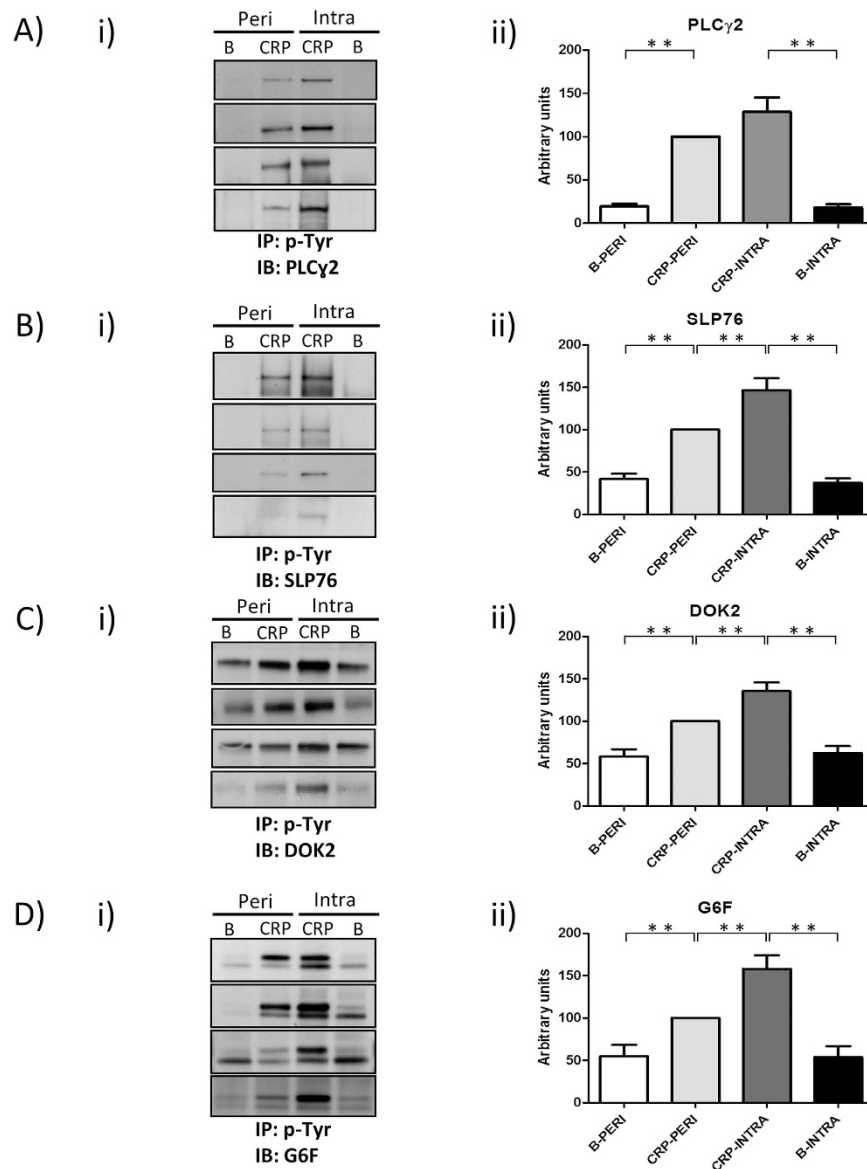 A) i) Peri Intra
B CRP CRP B
IP: p-Tyr
IB: PLCγ2
ii) PLCγ2
Arbitrary units
200
150
100
50
0
** **
B-PERI CRP-PERI CRP-INTRA B-INTRA
B) i) Peri Intra
B CRP CRP B
IP: p-Tyr
IB: SLP76
ii) SLP76
Arbitrary units
200
150
100
50
0
** ** **
B-PERI CRP-PERI CRP-INTRA B-INTRA
C) i) Peri Intra
B CRP CRP B
IP: p-Tyr
IB: DOK2
ii) DOK2
Arbitrary units
200
150
100
50
0
** ** **
B-PERI CRP-PERI CRP-INTRA B-INTRA
D) i) Peri Intra
B CRP CRP B
IP: p-Tyr
IB: G6F
ii) G6F
Arbitrary units
200
150
100
50
0
** ** **
B-PERI CRP-PERI CRP-INTRA B-INTRA